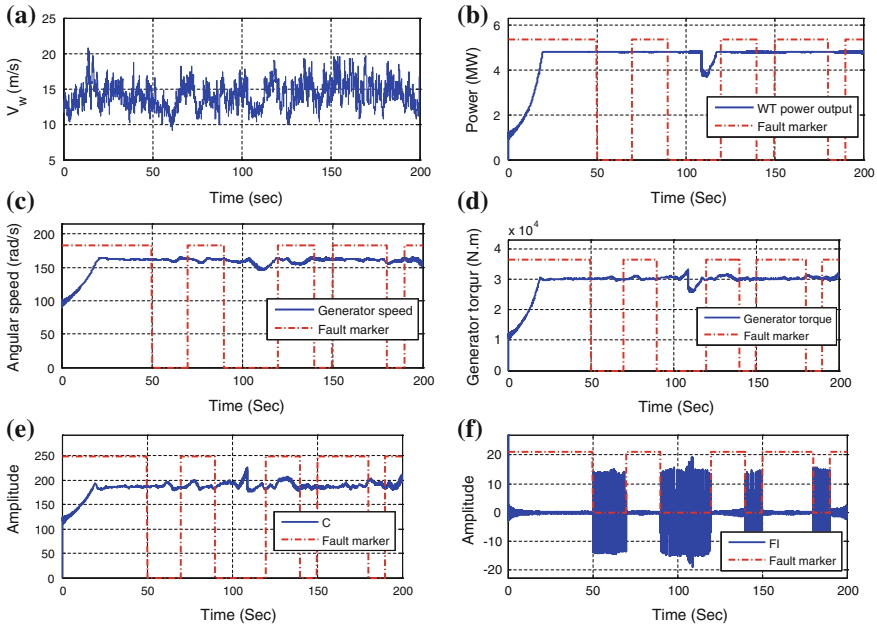 (a)
25
20
15
10
5
0 50 100 150 200
V_w (m/s)
Time (sec)
(b)
6
4
2
0
0 50 100 150 200
Power (MW)
WT power output
Fault marker
Time (Sec)
(c)
200
150
100
50
0
0 50 100 150 200
Angular speed (rad/s)
Generator speed
Fault marker
Time (Sec)
(d)
x 10^4
4
3
2
1
0
0 50 100 150 200
Generator torqur (N.m)
Generator torque
Fault marker
Time (Sec)
(e)
250
200
150
100
50
0
0 50 100 150 200
Amplitude
C
Fault marker
Time (Sec)
(f)
20
10
0
-10
-20
0 50 100 150 200
Amplitude
FI
Fault marker
Time (Sec)